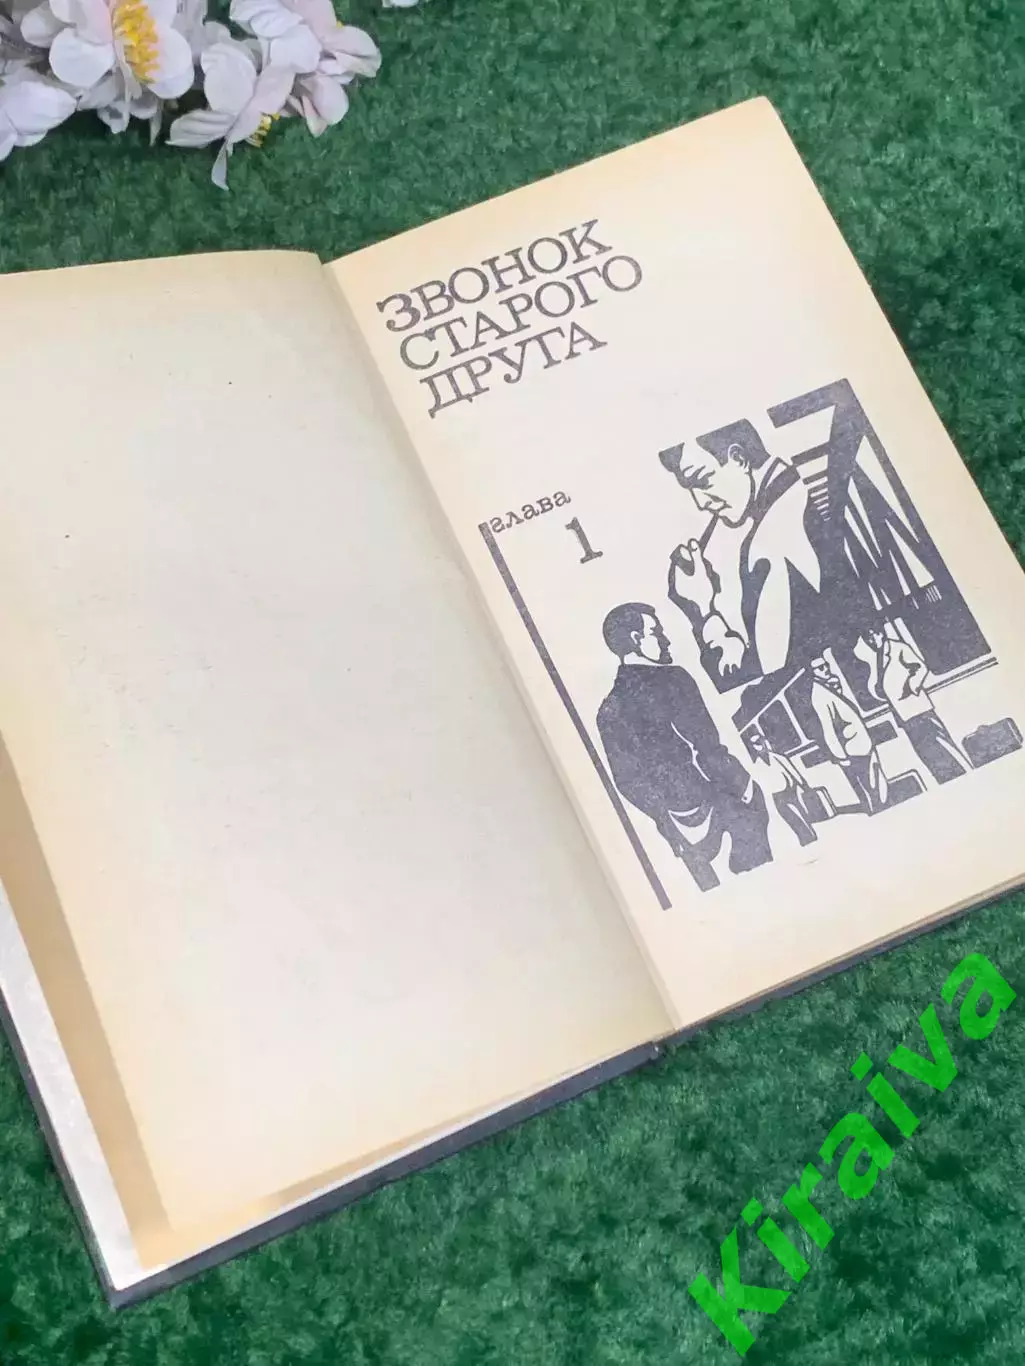 ЗВОНОК
СТАРОГО
ДРУГА
глава
1
Kiraiva